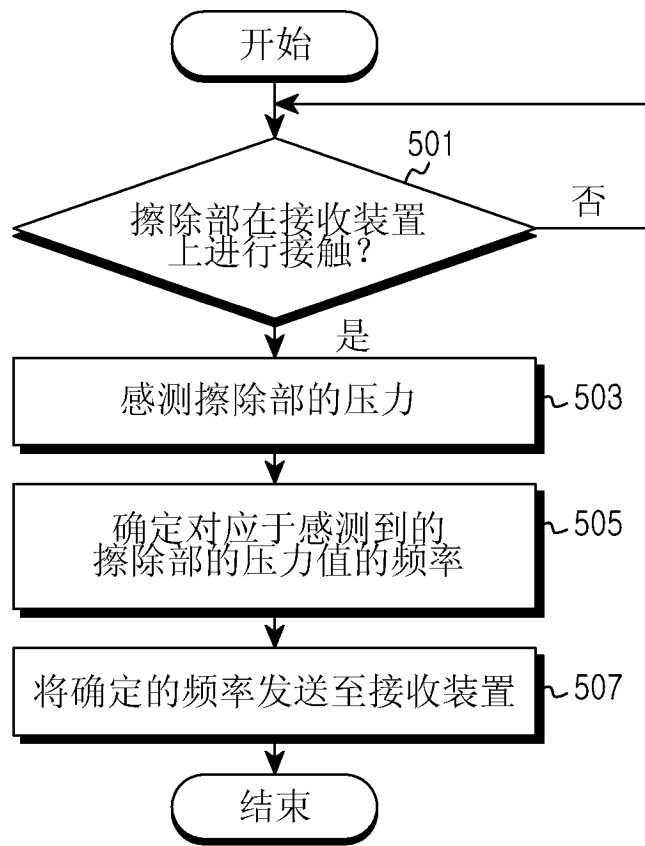 开始
501
擦除部在接收装置
上进行接触？
否
是
感测擦除部的压力
503
确定对应于感测到的
擦除部的压力值的频率
505
将确定的频率发送至接收装置
507
结束